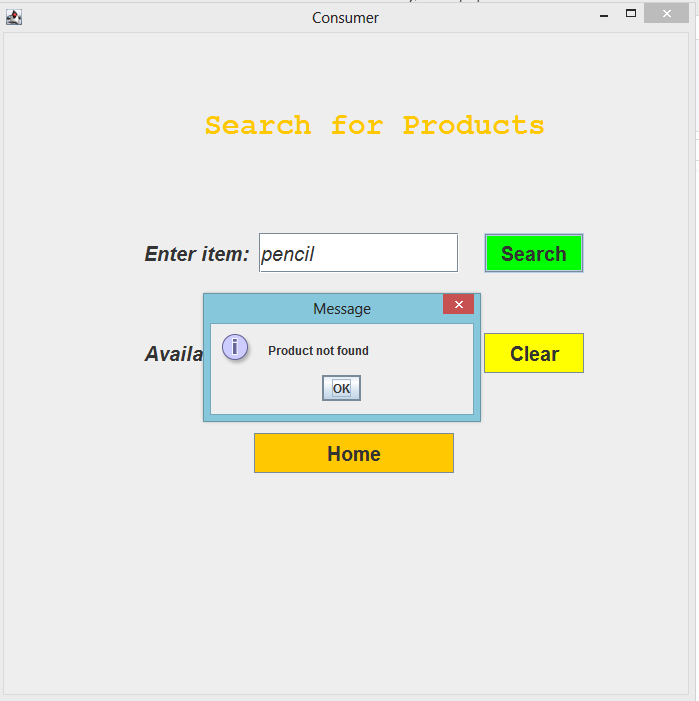 Consumer
Search for Products
Enter item:
pencil
Search
Message
Product not found
OK
Availa
Clear
Home